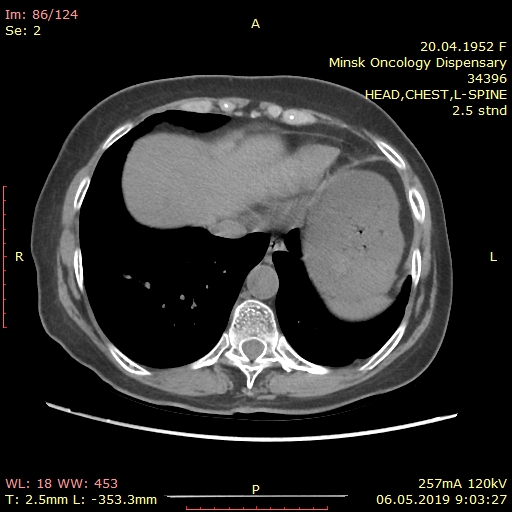 Im: 86/124
Se: 2
A
20.04.1952 F
Minsk Oncology Dispensary
34396
HEAD,CHEST,L-SPINE
2.5 stnd
R
L
WL: 18 WW: 453
T: 2.5mm L: -353.3mm
P
257mA 120kV
06.05.2019 9:03:27